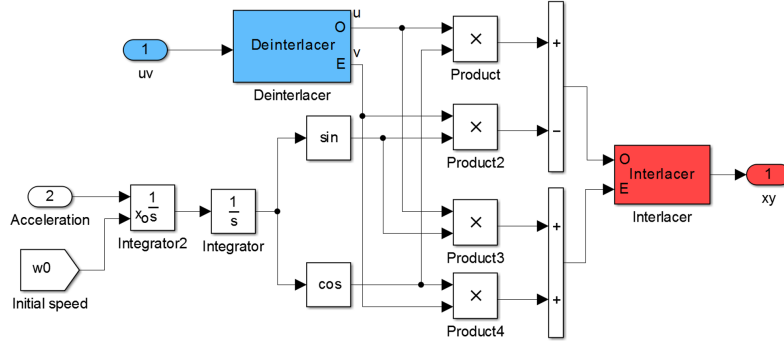 u
1
uv
Deinterlacer
O
E
v
Deinterlacer
×
Product
+
sin
×
Product2
−
O
Interlacer
E
Interlacer
1
xy
2
Acceleration
xo 1/s
Integrator2
1/s
Integrator
×
Product3
+
w0
Initial speed
cos
×
Product4
+